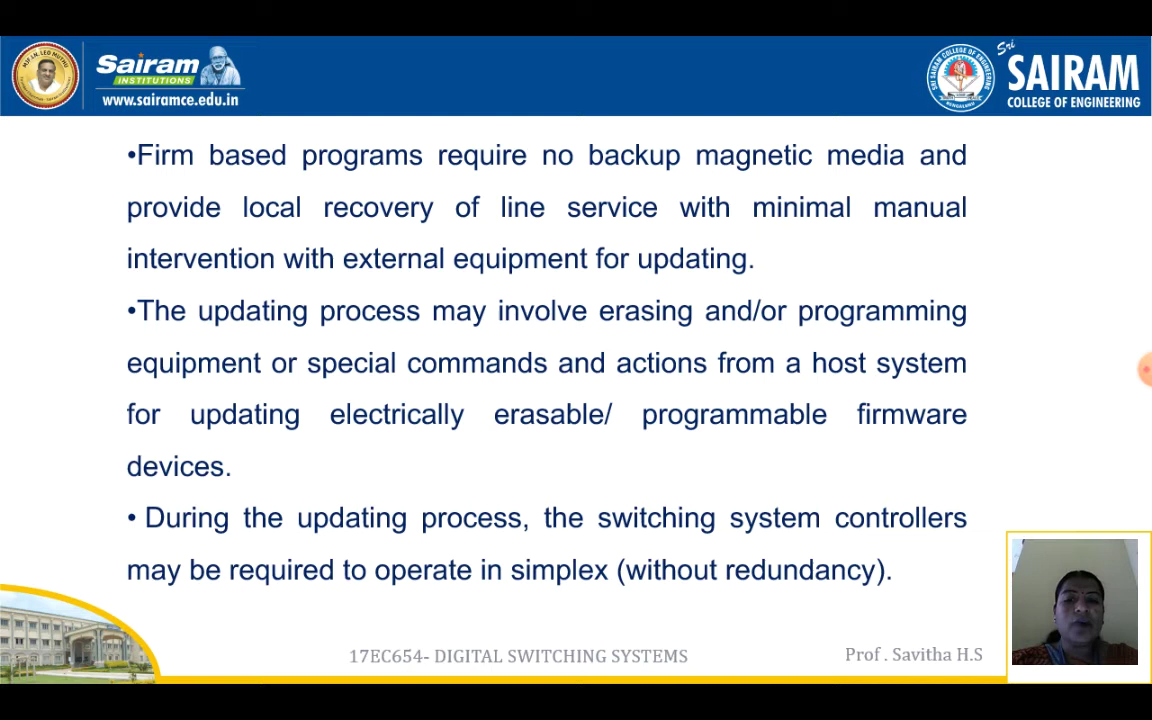 Sairam
INSTITUTIONS
www.sairamce.edu.in
Sri
SAIRAM
COLLEGE OF ENGINEERING
•Firm based programs require no backup magnetic media and
provide local recovery of line service with minimal manual
intervention with external equipment for updating.
•The updating process may involve erasing and/or programming
equipment or special commands and actions from a host system
for updating electrically erasable/ programmable firmware
devices.
• During the updating process, the switching system controllers
may be required to operate in simplex (without redundancy).
17EC654- DIGITAL SWITCHING SYSTEMS
Prof . Savitha H.S